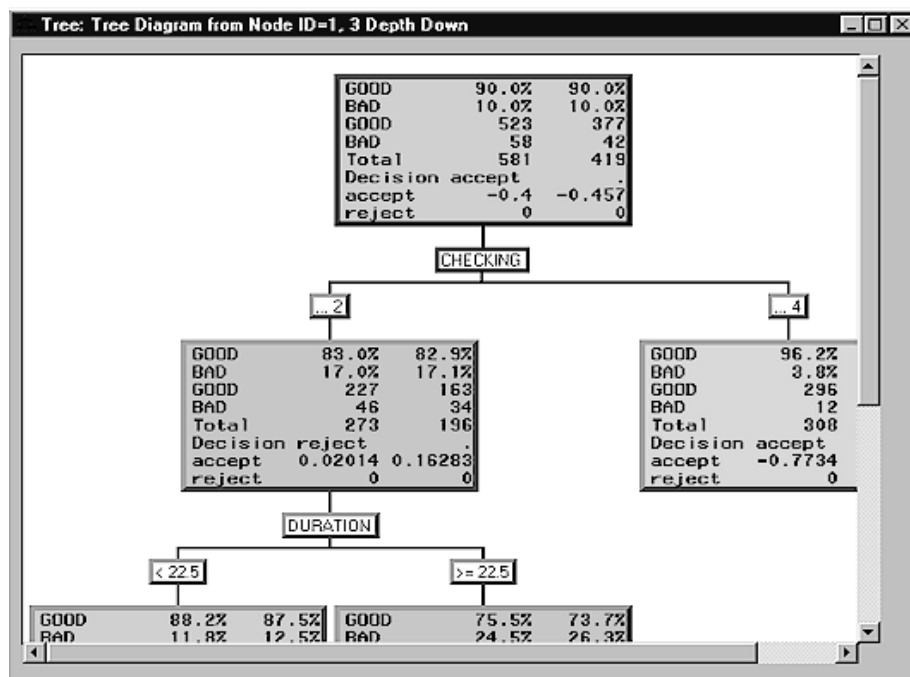 Tree: Tree Diagram from Node ID=1, 3 Depth Down
GOOD 90.0% 90.0%
BAD 10.0% 10.0%
GOOD 523 377
BAD 58 42
Total 581 419
Decision accept .
accept -0.4 -0.457
reject 0 0
CHECKING
... 2
... 4
GOOD 83.0% 82.9%
BAD 17.0% 17.1%
GOOD 227 163
BAD 46 34
Total 273 196
Decision reject .
accept 0.02014 0.16283
reject 0 0
GOOD 96.2%
BAD 3.8%
GOOD 296
BAD 12
Total 308
Decision accept
accept -0.7734
reject 0
DURATION
< 22.5
>= 22.5
GOOD 88.2% 87.5%
BAD 11.8% 12.5%
GOOD 75.5% 73.7%
BAD 24.5% 26.3%